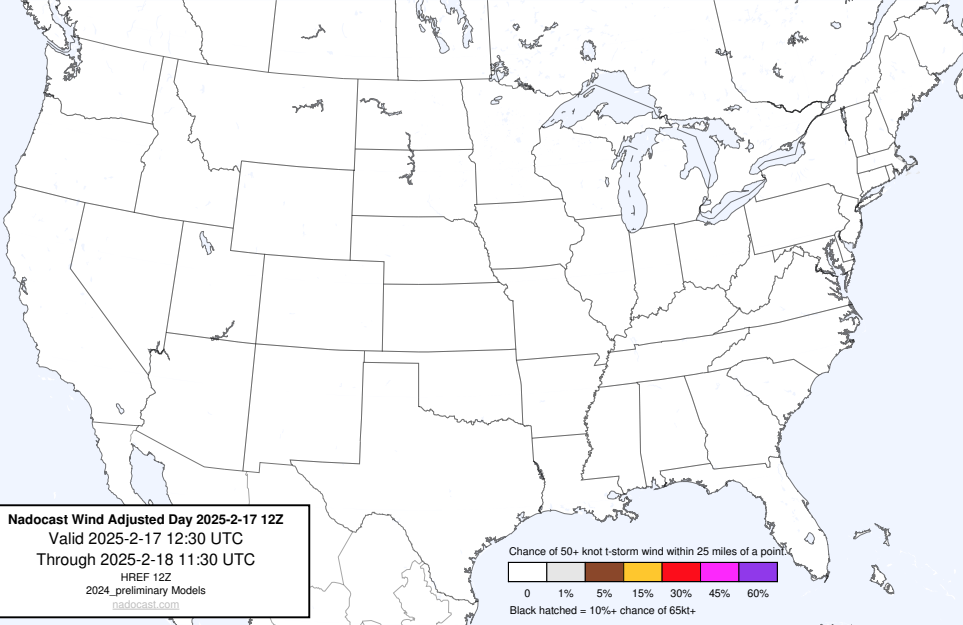 Nadocast Wind Adjusted Day 2025-2-17 12Z
Valid 2025-2-17 12:30 UTC
Through 2025-2-18 11:30 UTC
HREF 12Z
2024_preliminary Models
nadocast.com
Chance of 50+ knot t-storm wind within 25 miles of a point.
0 1% 5% 15% 30% 45% 60%
Black hatched = 10%+ chance of 65kt+